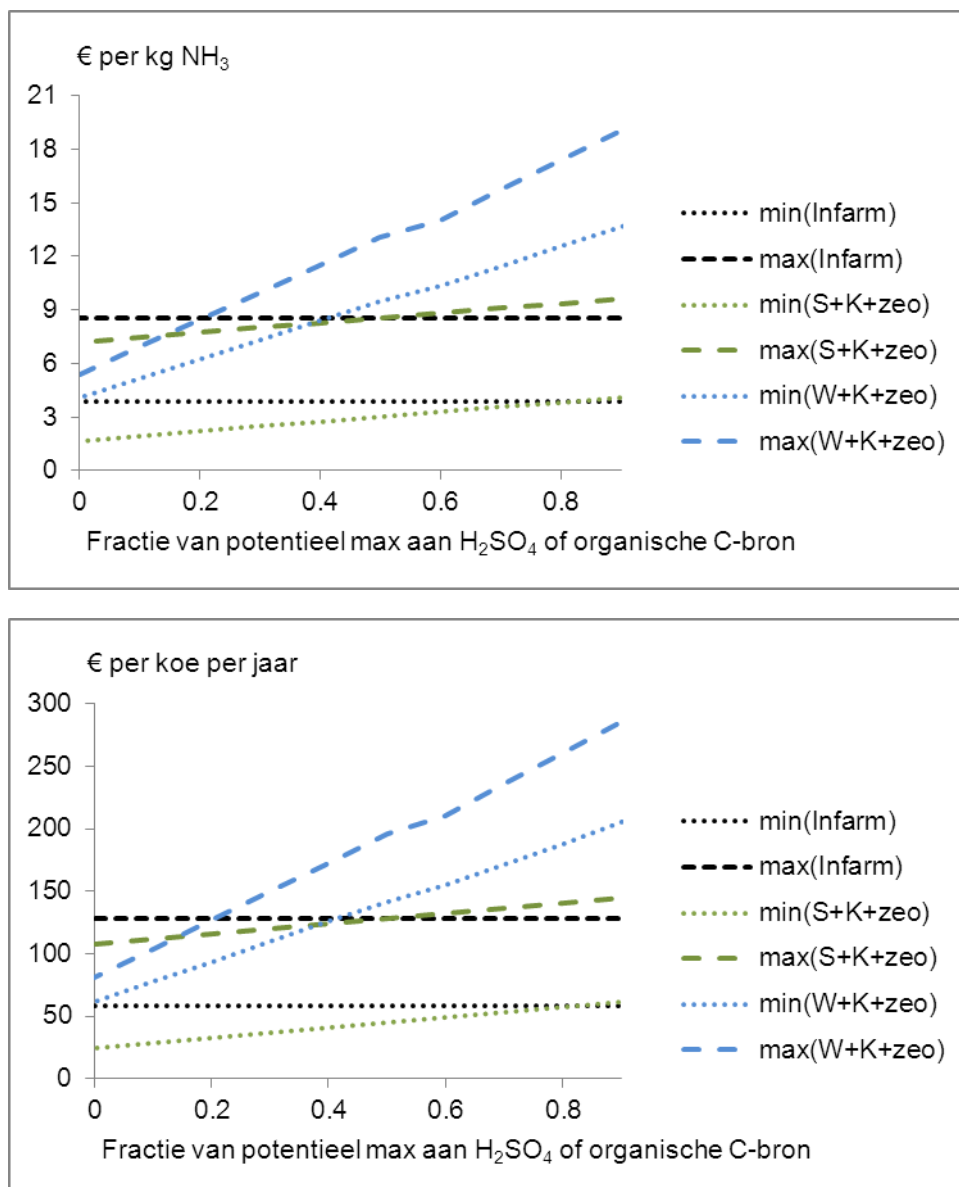 € per kg NH₃
21
18
15
12
9
6
3
0
0
0.2
0.4
0.6
0.8
Fractie van potentieel max aan H₂SO₄ of organische C-bron
min(Infarm)
max(Infarm)
min(S+K+zeo)
max(S+K+zeo)
min(W+K+zeo)
max(W+K+zeo)
€ per koe per jaar
300
250
200
150
100
50
0
0
0.2
0.4
0.6
0.8
Fractie van potentieel max aan H₂SO₄ of organische C-bron
min(Infarm)
max(Infarm)
min(S+K+zeo)
max(S+K+zeo)
min(W+K+zeo)
max(W+K+zeo)